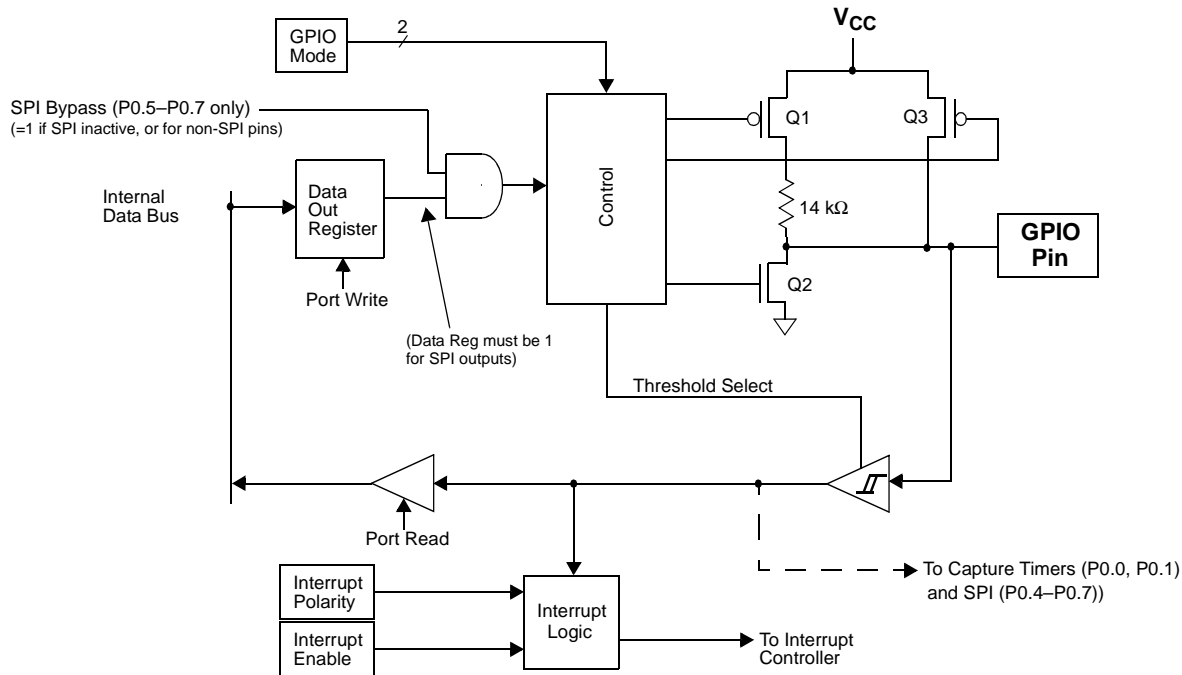 GPIO
Mode
2
VCC
SPI Bypass (P0.5–P0.7 only)
(=1 if SPI inactive, or for non-SPI pins)
Q1
Q3
Internal
Data Bus
Data
Out
Register
Control
14 kΩ
GPIO
Pin
Port Write
Q2
(Data Reg must be 1
for SPI outputs)
Threshold Select
Port Read
To Capture Timers (P0.0, P0.1)
and SPI (P0.4–P0.7))
Interrupt
Polarity
Interrupt
Logic
Interrupt
Enable
To Interrupt
Controller